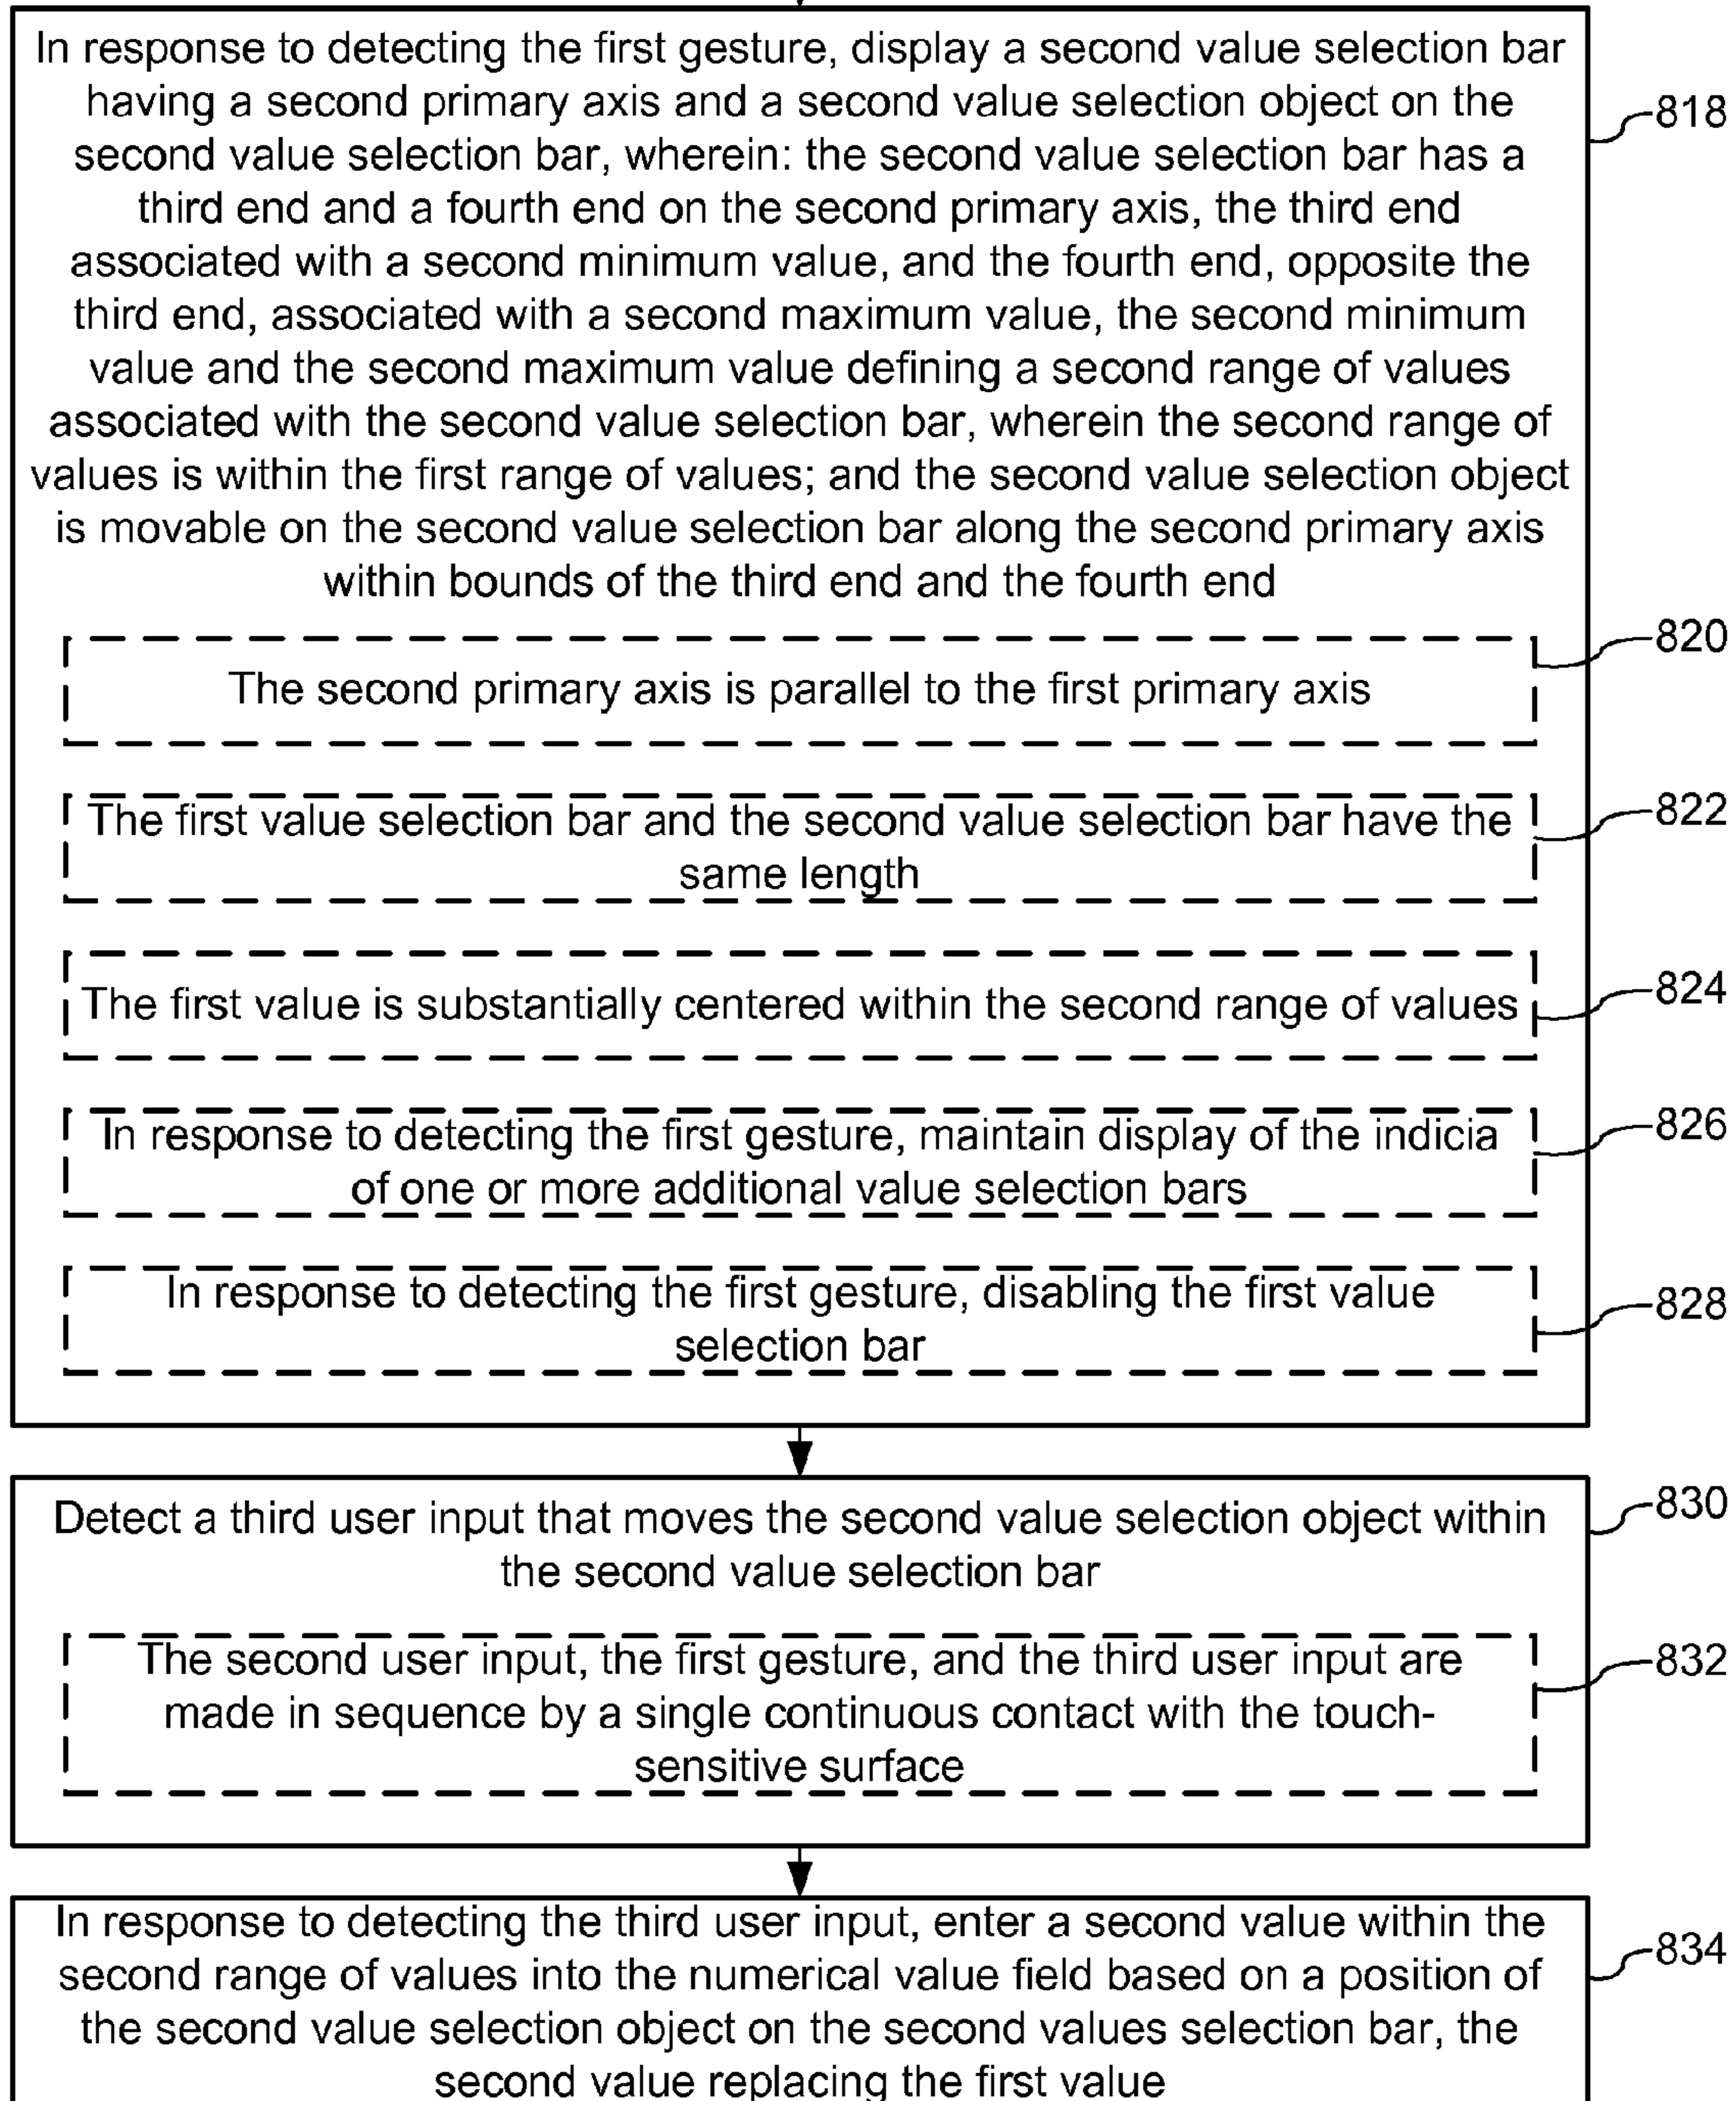 In response to detecting the first gesture, display a second value selection bar
having a second primary axis and a second value selection object on the
second value selection bar, wherein: the second value selection bar has a
third end and a fourth end on the second primary axis, the third end
associated with a second minimum value, and the fourth end, opposite the
third end, associated with a second maximum value, the second minimum
value and the second maximum value defining a second range of values
associated with the second value selection bar, wherein the second range of
values is within the first range of values; and the second value selection object
is movable on the second value selection bar along the second primary axis
within bounds of the third end and the fourth end
818
The second primary axis is parallel to the first primary axis
820
The first value selection bar and the second value selection bar have the
same length
822
The first value is substantially centered within the second range of values
824
In response to detecting the first gesture, maintain display of the indicia
of one or more additional value selection bars
826
In response to detecting the first gesture, disabling the first value
selection bar
828
Detect a third user input that moves the second value selection object within
the second value selection bar
830
The second user input, the first gesture, and the third user input are
made in sequence by a single continuous contact with the touch-
sensitive surface
832
In response to detecting the third user input, enter a second value within the
second range of values into the numerical value field based on a position of
the second value selection object on the second values selection bar, the
second value replacing the first value
834